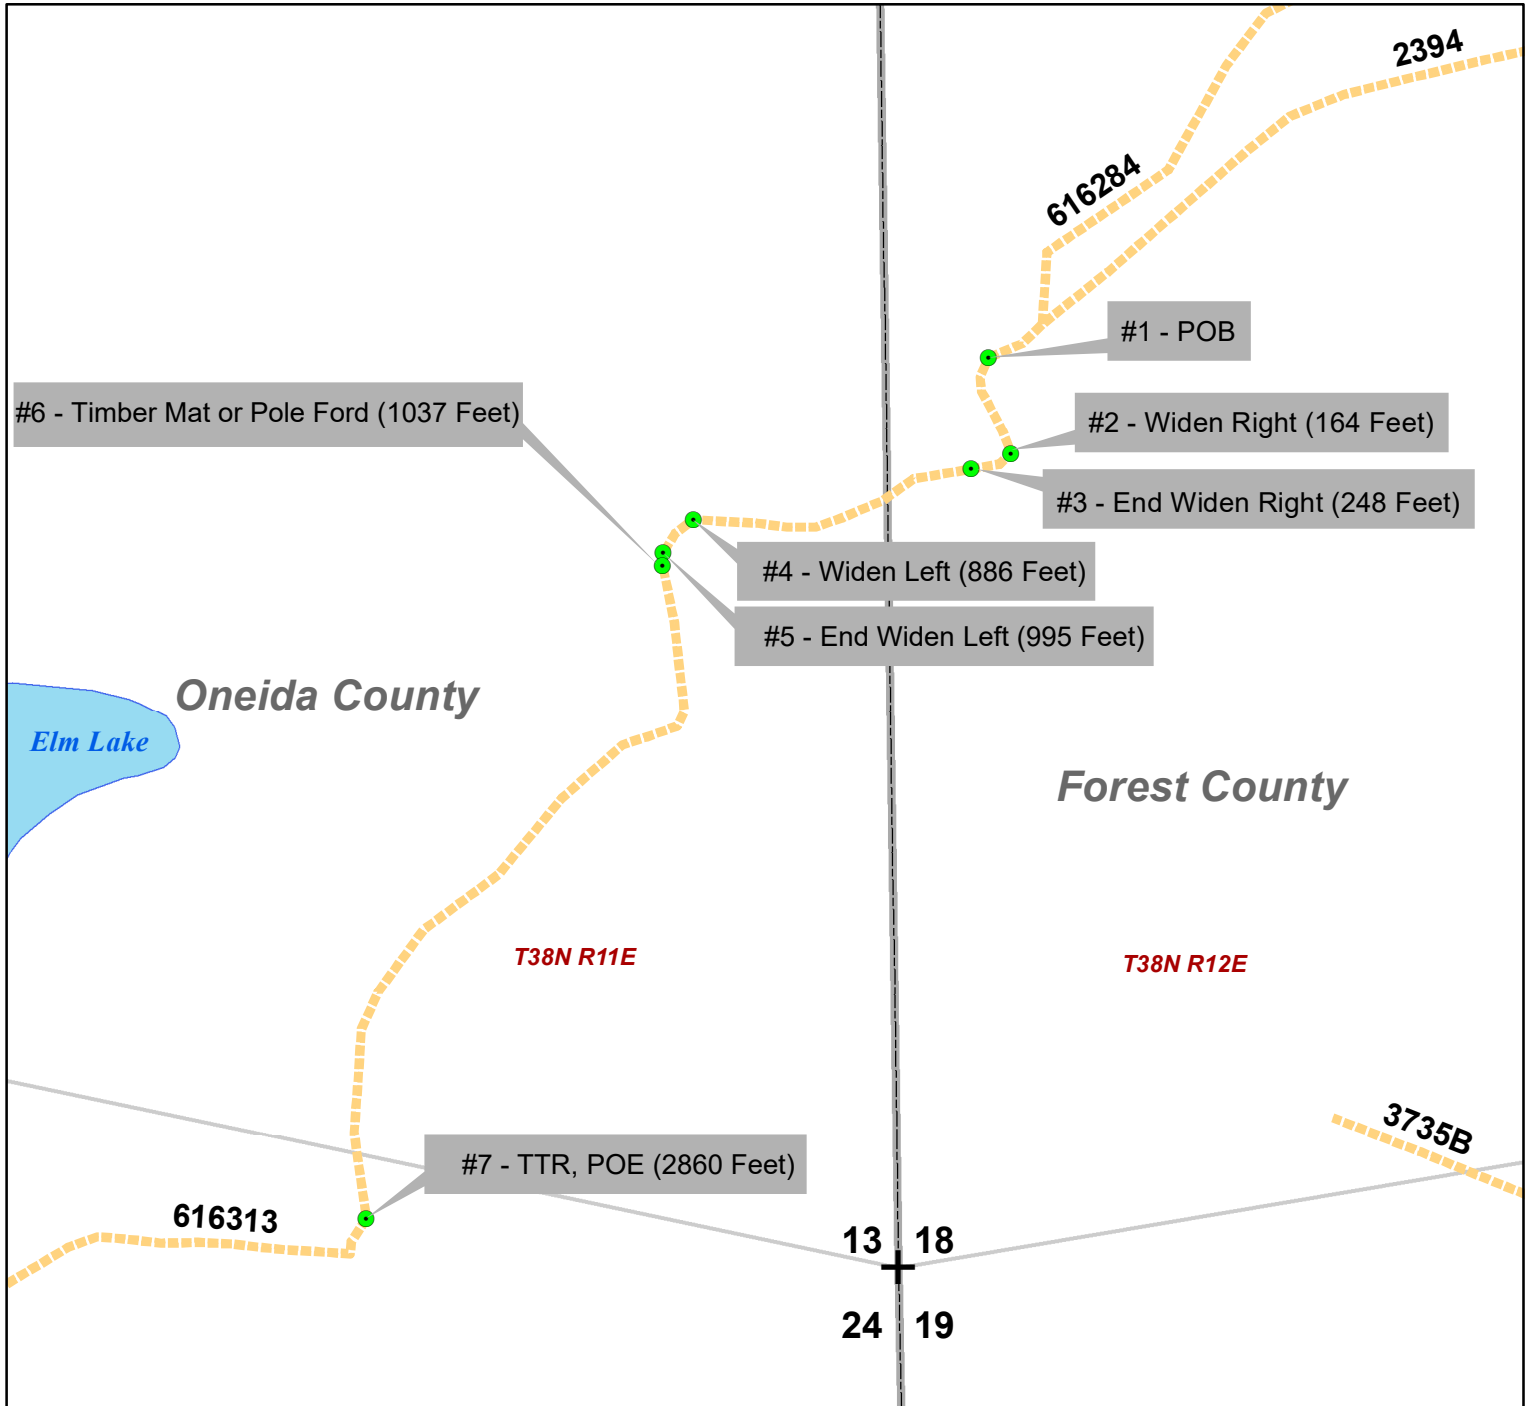 2394
616284
#1 - POB
#6 - Timber Mat or Pole Ford (1037 Feet)
#2 - Widen Right (164 Feet)
#3 - End Widen Right (248 Feet)
#4 - Widen Left (886 Feet)
#5 - End Widen Left (995 Feet)
Oneida County
Elm Lake
Forest County
T38N R11E
T38N R12E
3735B
#7 - TTR, POE (2860 Feet)
616313
13 18
24 19